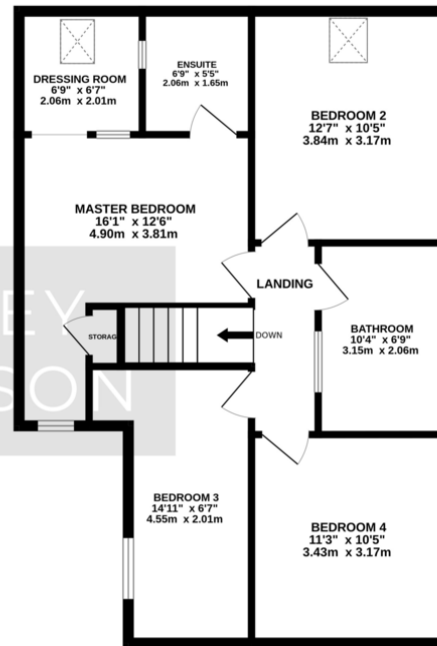 DRESSING ROOM
6'9" x 6'7"
2.06m x 2.01m
ENSUITE
6'9" x 5'5"
2.06m x 1.65m
BEDROOM 2
12'7" x 10'5"
3.84m x 3.17m
MASTER BEDROOM
16'1" x 12'6"
4.90m x 3.81m
LANDING
EY
SON
STORAG
DOWN
BATHROOM
10'4" x 6'9"
3.15m x 2.06m
BEDROOM 3
14'11" x 6'7"
4.55m x 2.01m
BEDROOM 4
11'3" x 10'5"
3.43m x 3.17m